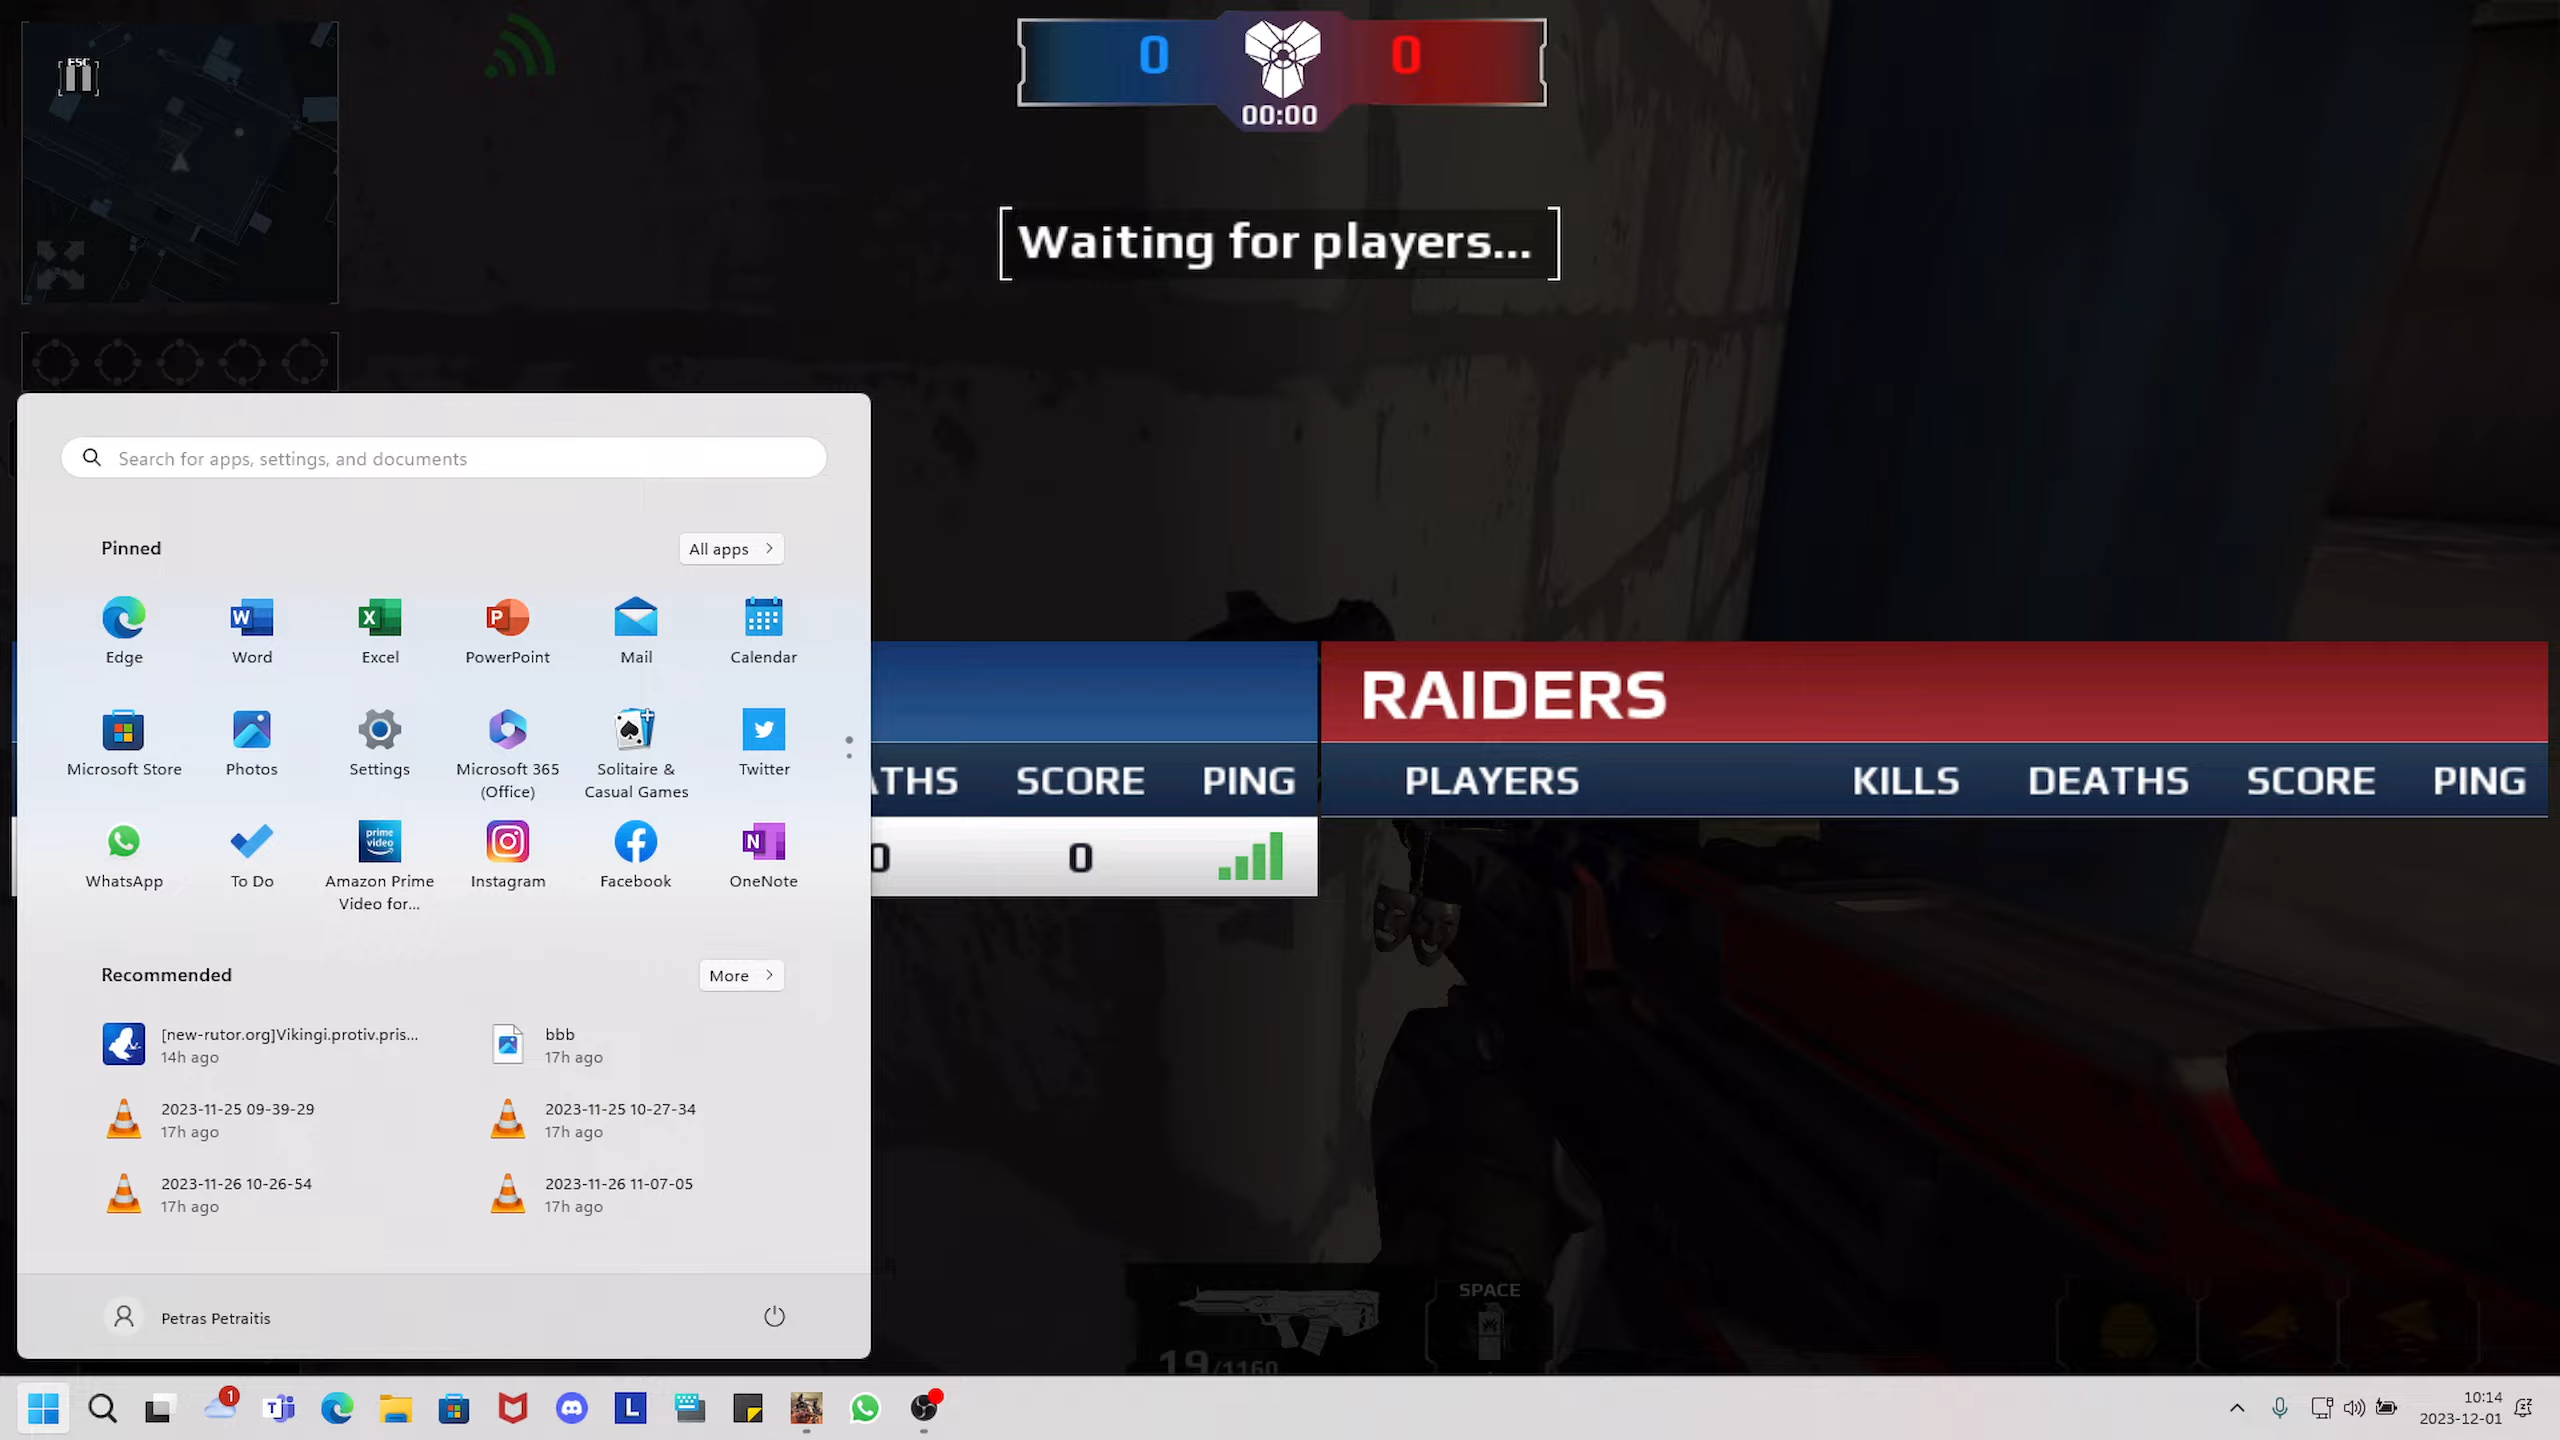 ESC
0
0
00:00
Waiting for players...
Search for apps, settings, and documents
Pinned
All apps
Edge
Word
Excel
PowerPoint
Mail
Calendar
Microsoft Store
Photos
Settings
Microsoft 365
(Office)
Solitaire &
Casual Games
Twitter
WhatsApp
To Do
prime
video
Amazon Prime
Video for...
Instagram
Facebook
OneNote
Recommended
More
[new-rutor.org]Vikingi.protiv.pris...
14h ago
bbb
17h ago
2023-11-25 09-39-29
17h ago
2023-11-25 10-27-34
17h ago
2023-11-26 10-26-54
17h ago
2023-11-26 11-07-05
17h ago
Petras Petraitis
SCORE
PING
0
RAIDERS
PLAYERS
KILLS
DEATHS
SCORE
PING
SPACE
19/1160
1
10:14
2023-12-01